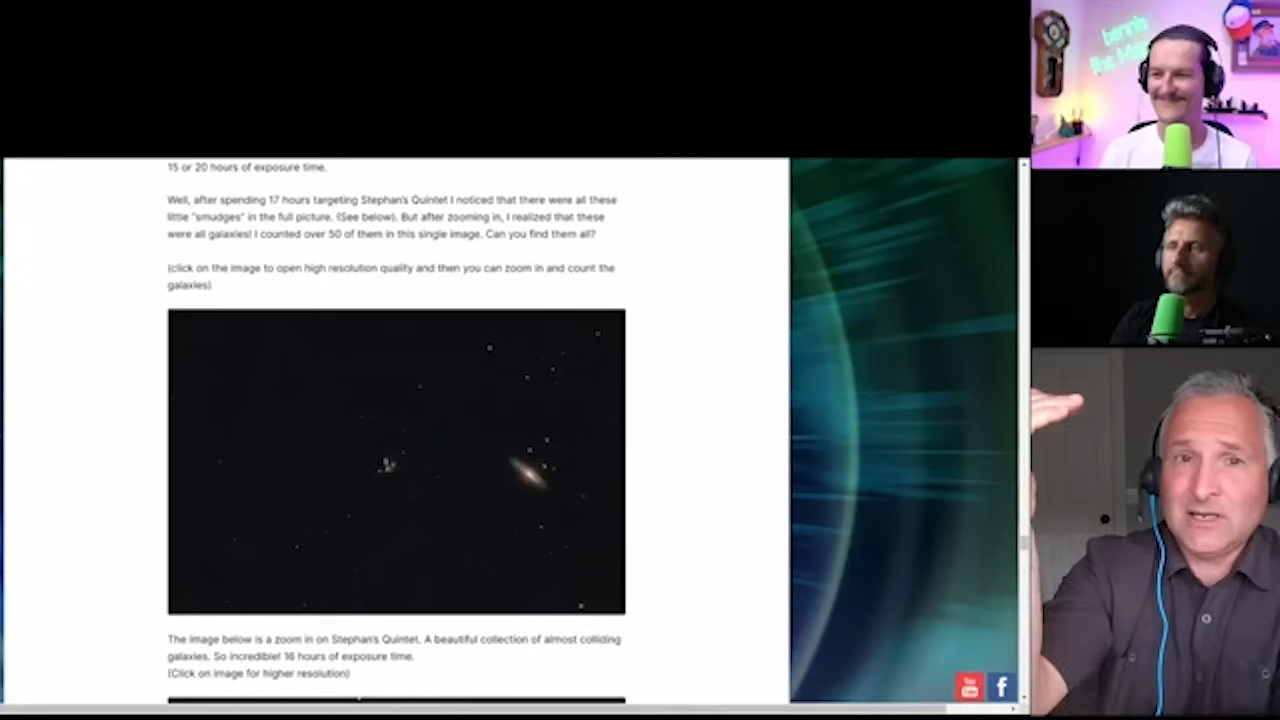 tennis
the Men
15 or 20 hours of exposure time.
Well, after spending 17 hours targeting Stephan's Quintet I noticed that there were all these
little "smudges" in the full picture. (See below). But after zooming in, I realized that these
were all galaxies! I counted over 50 of them in this single image. Can you find them all?
(click on the image to open high resolution quality and then you can zoom in and count the
galaxies)
The image below is a zoom in on Stephan's Quintet. A beautiful collection of almost colliding
galaxies. So incredible! 16 hours of exposure time.
(Click on image for higher resolution)
You
Tube
f